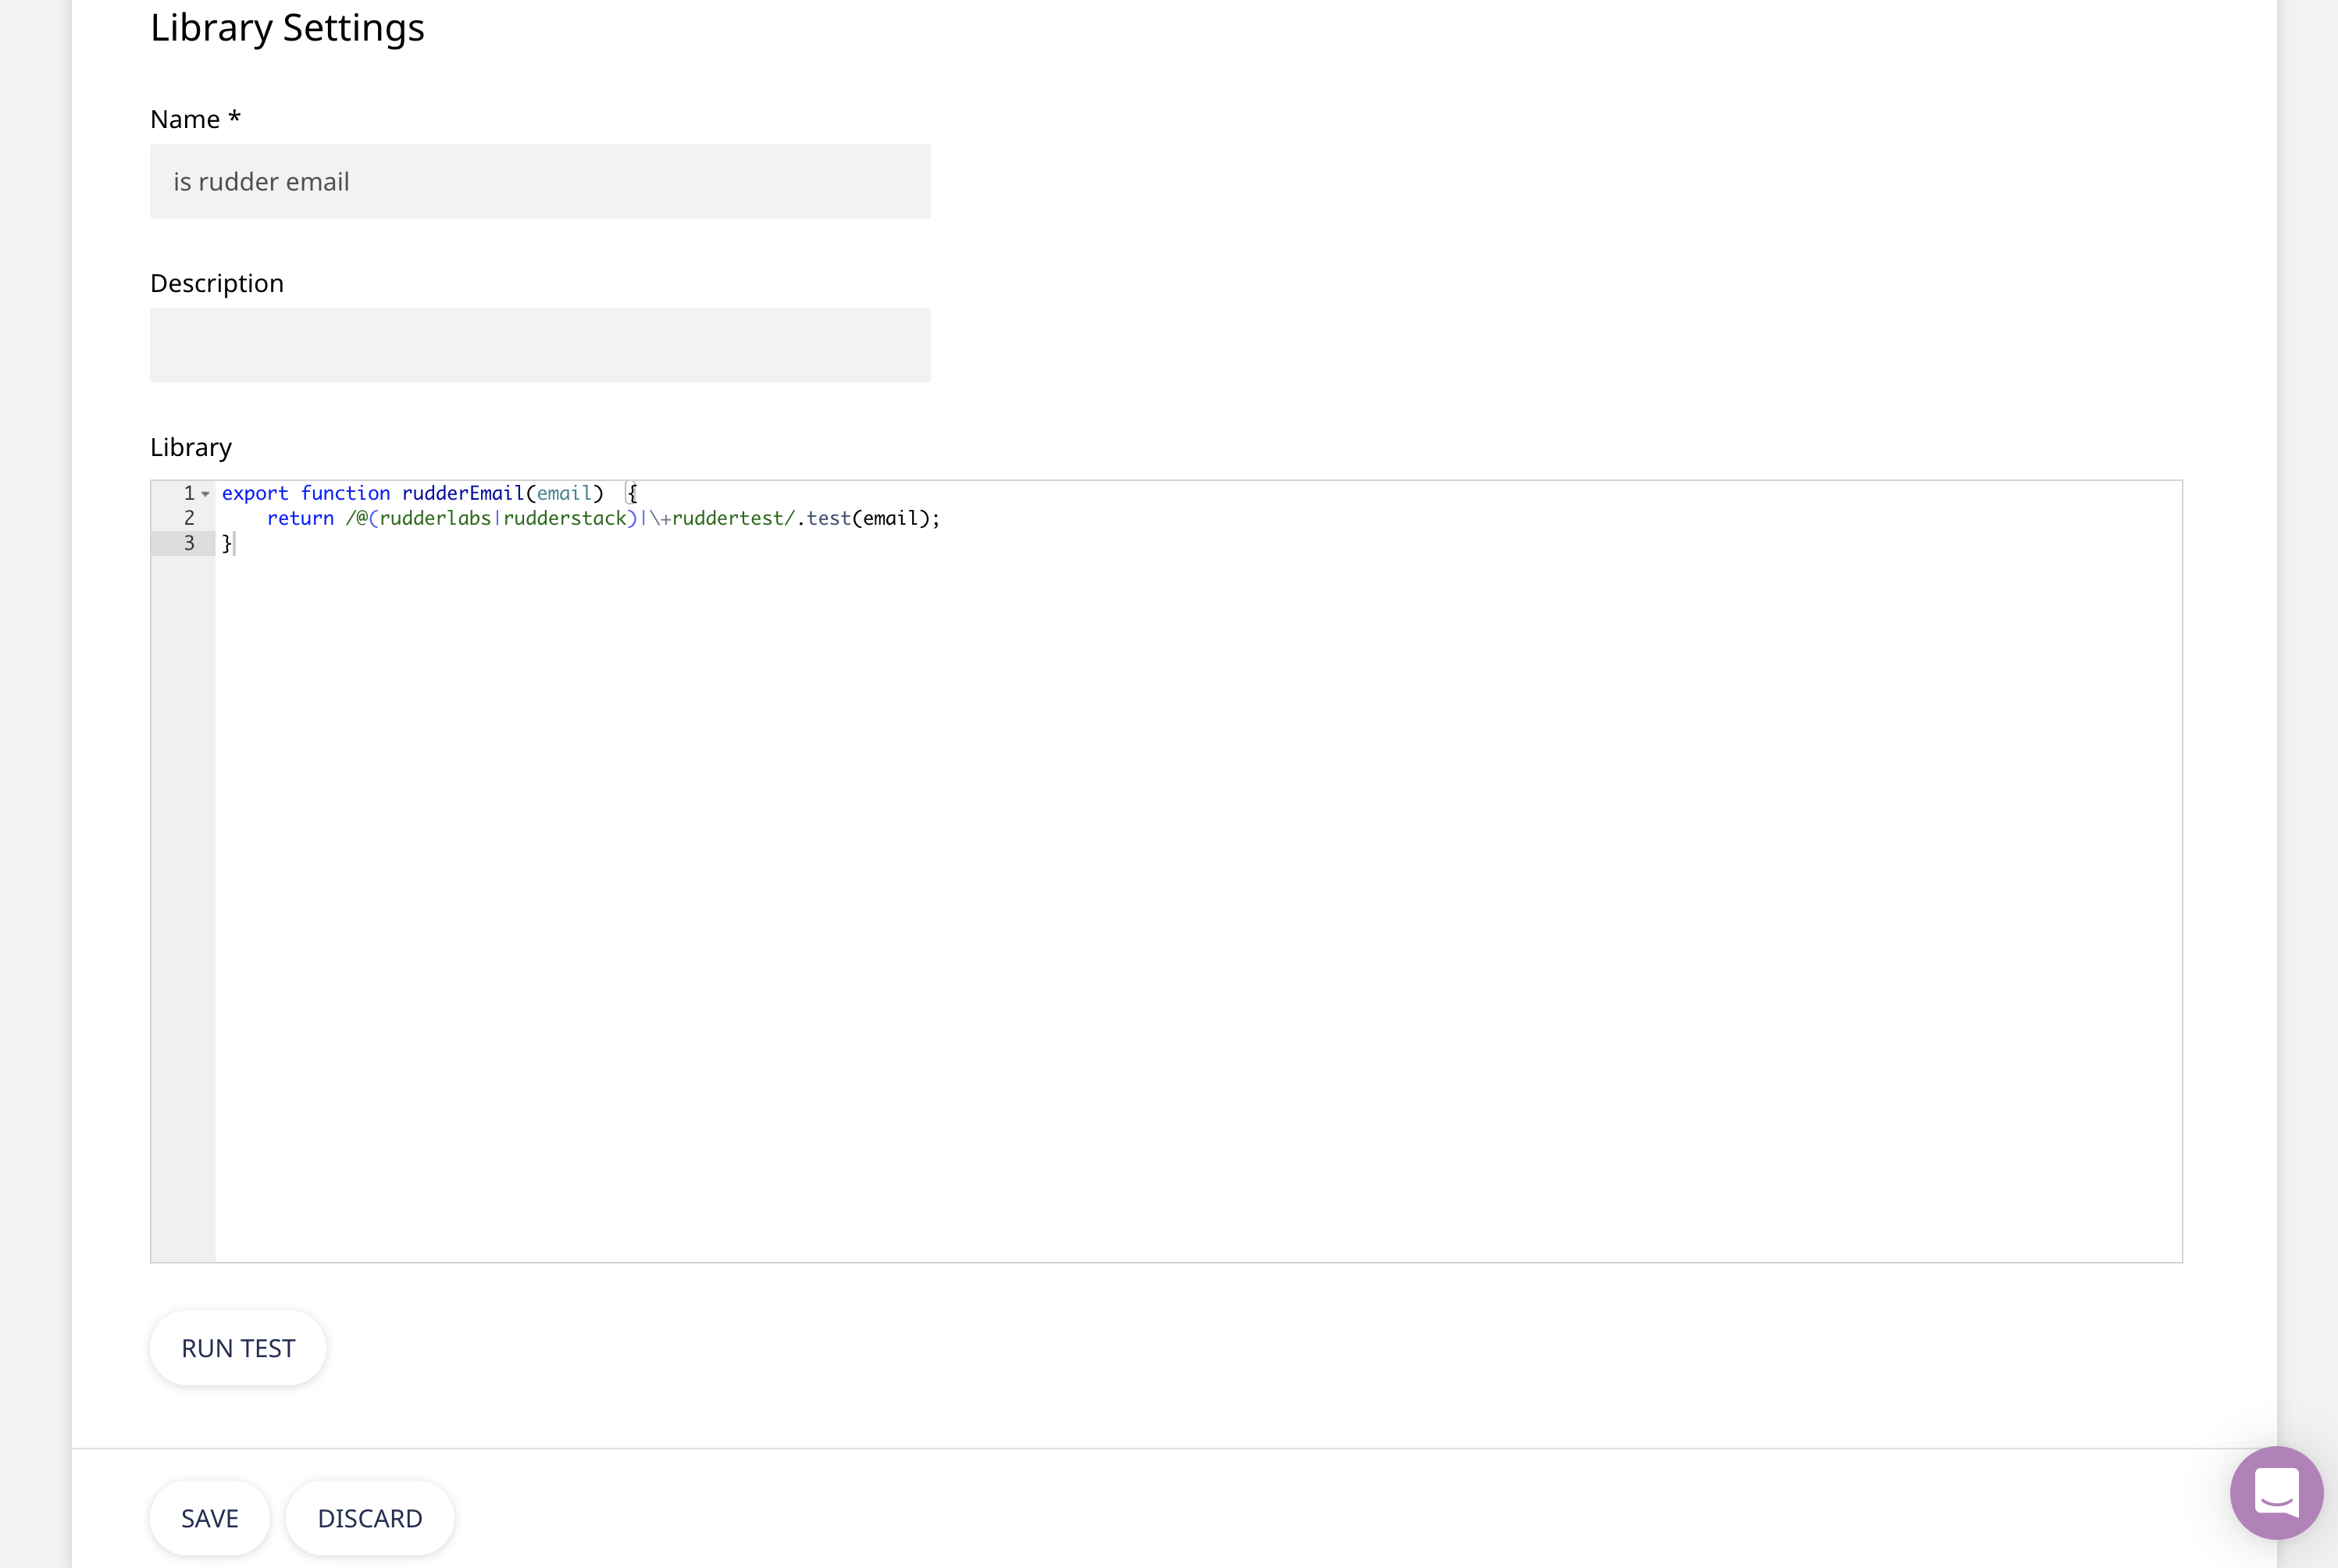 Library Settings
Name *
is rudder email
Description
Library
1 export function rudderEmail(email)  {
2     return /@(rudderlabs|rudderstack)|\+ruddertest/.test(email);
3 }
RUN TEST
SAVE DISCARD